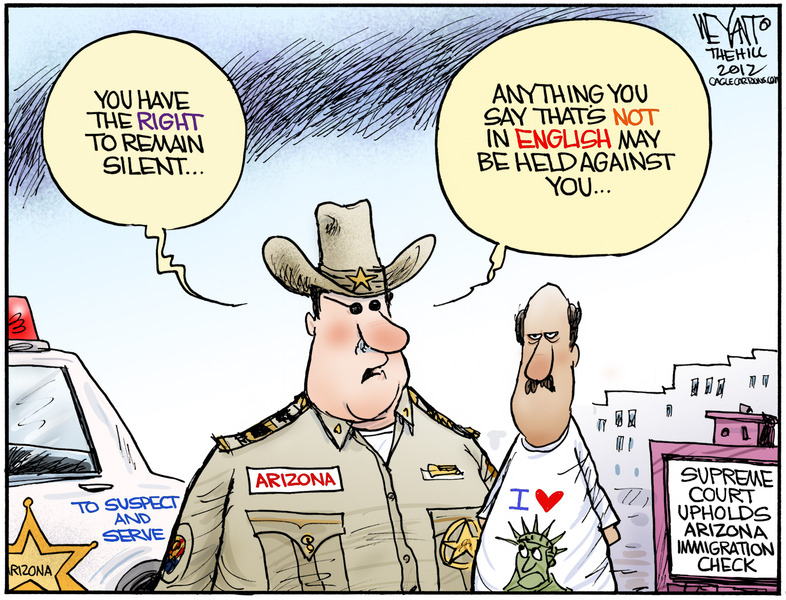 YOU HAVE
THE RIGHT
TO REMAIN
SILENT...
ANYTHING YOU
SAY THAT'S NOT
IN ENGLISH MAY
BE HELD AGAINST
YOU...
WEYANT©
THE HILL
2012
CAGLECARTOONS.COM
ARIZONA
TO SUSPECT
AND
SERVE
ARIZONA
I ♥
SUPREME
COURT
UPHOLDS
ARIZONA
IMMIGRATION
CHECK